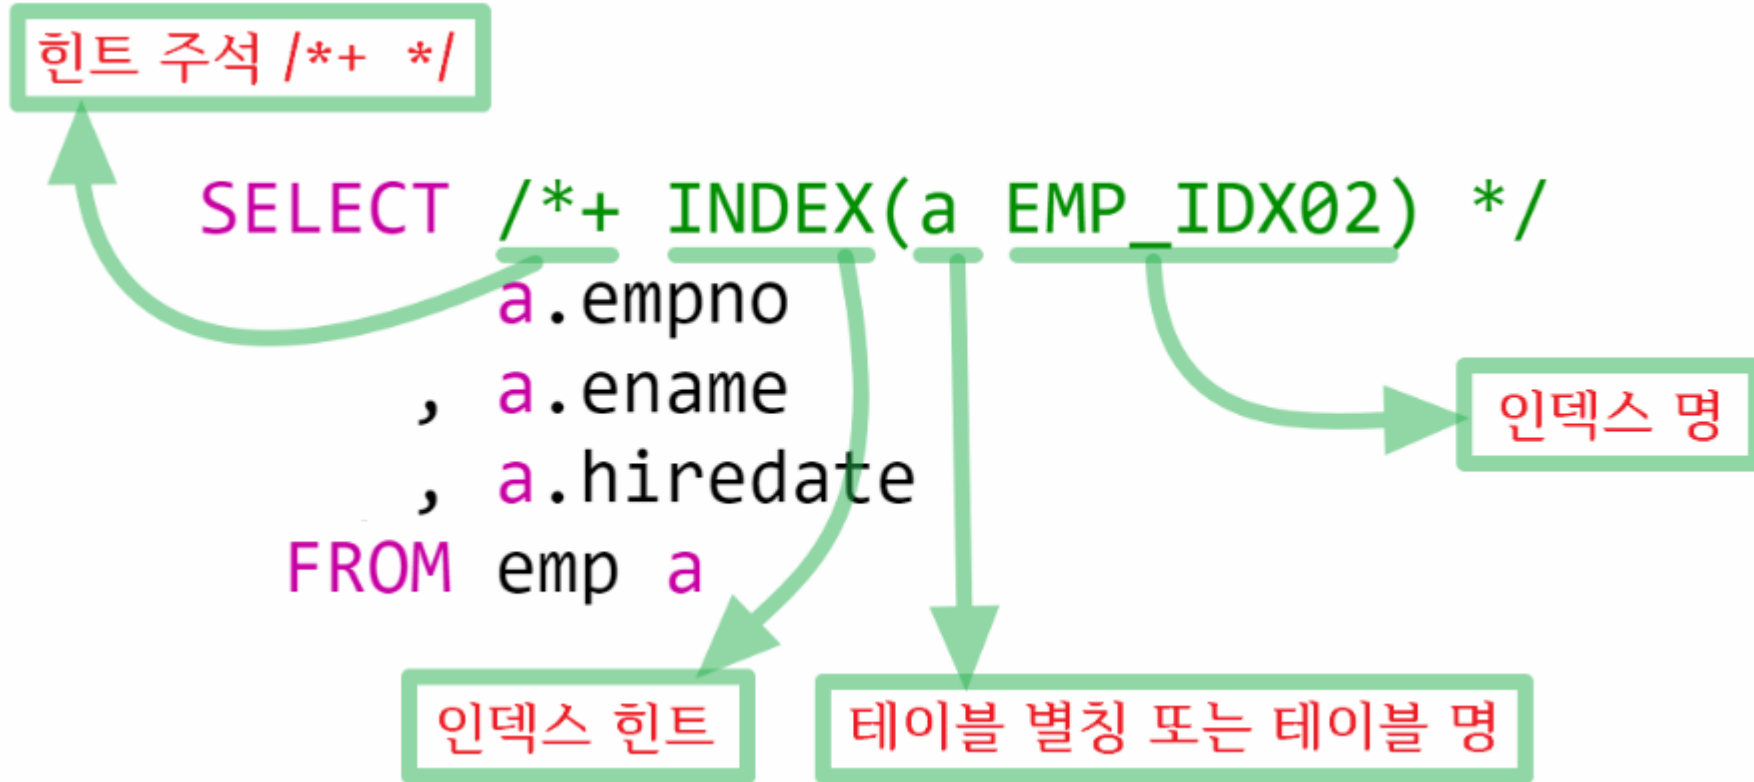 힌트 주석 /*+ */
SELECT /*+ INDEX(a EMP_IDX02) */
a.empno
, a.ename
, a.hiredate
FROM emp a
인덱스 명
인덱스 힌트
테이블 별칭 또는 테이블 명